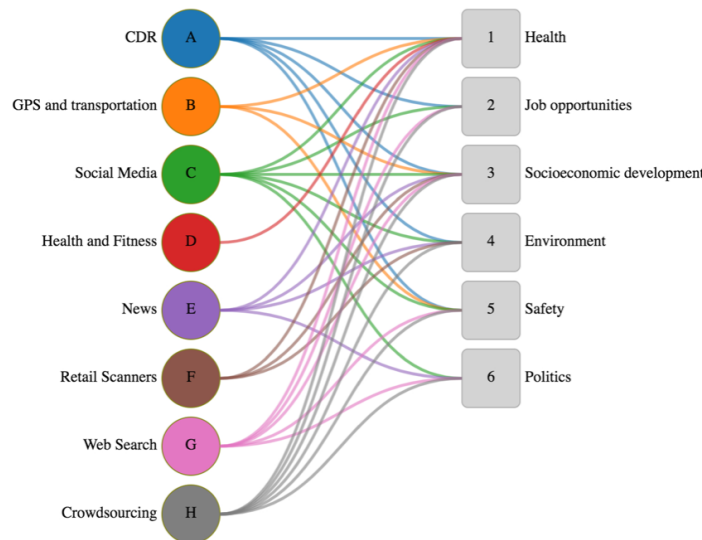 CDR A 1 Health
GPS and transportation B 2 Job opportunities
Social Media C 3 Socioeconomic development
Health and Fitness D 4 Environment
News E 5 Safety
Retail Scanners F 6 Politics
Web Search G
Crowdsourcing H